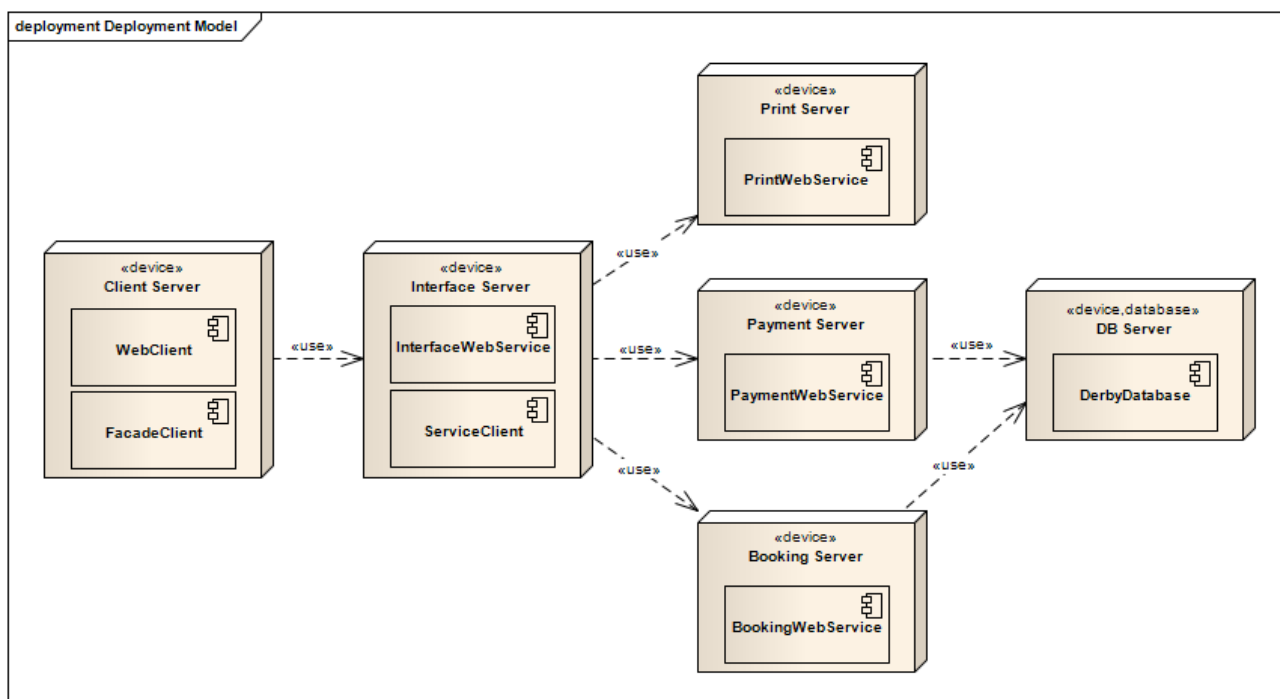 deployment Deployment Model
«device»
Print Server
PrintWebService
«use»
«device»
Client Server
WebClient
FacadeClient
«use»
«device»
Interface Server
InterfaceWebService
ServiceClient
«use»
«device»
Payment Server
PaymentWebService
«use»
«device,database»
DB Server
DerbyDatabase
«use»
«use»
«device»
Booking Server
BookingWebService